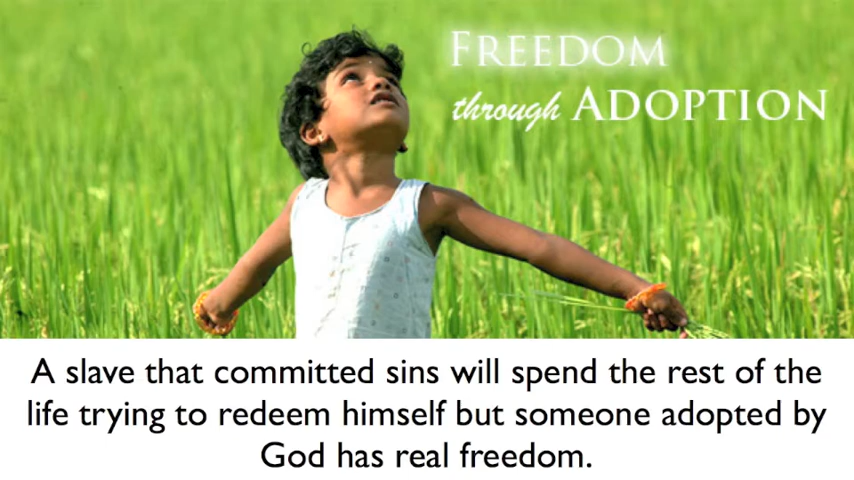 FREEDOM
through ADOPTION
A slave that committed sins will spend the rest of the
life trying to redeem himself but someone adopted by
God has real freedom.